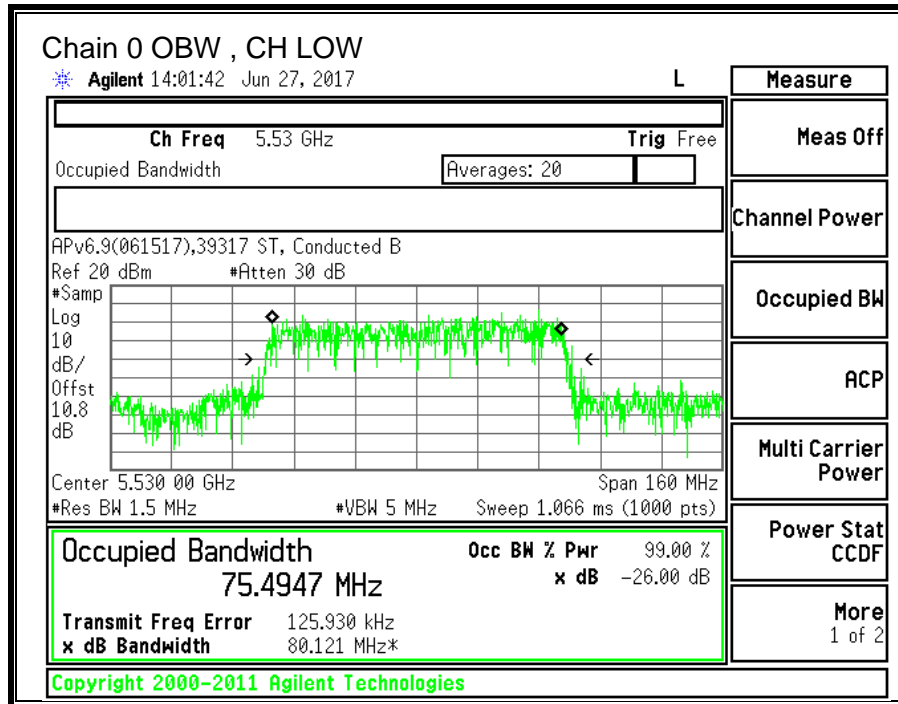 Chain 0 OBW , CH LOW
Agilent 14:01:42 Jun 27, 2017 L
Measure
Ch Freq 5.53 GHz Trig Free
Occupied Bandwidth Averages: 20
APv6.9(061517),39317 ST, Conducted B
Ref 20 dBm #Atten 30 dB
#Samp
Log
10
dB/
Offst
10.8
dB
Center 5.530 00 GHz Span 160 MHz
#Res BW 1.5 MHz #VBW 5 MHz Sweep 1.066 ms (1000 pts)
Occupied Bandwidth Occ BW % Pwr 99.00 %
75.4947 MHz x dB -26.00 dB
Transmit Freq Error 125.930 kHz
x dB Bandwidth 80.121 MHz*
Copyright 2000-2011 Agilent Technologies
Meas Off
Channel Power
Occupied BW
ACP
Multi Carrier
Power
Power Stat
CCDF
More
1 of 2